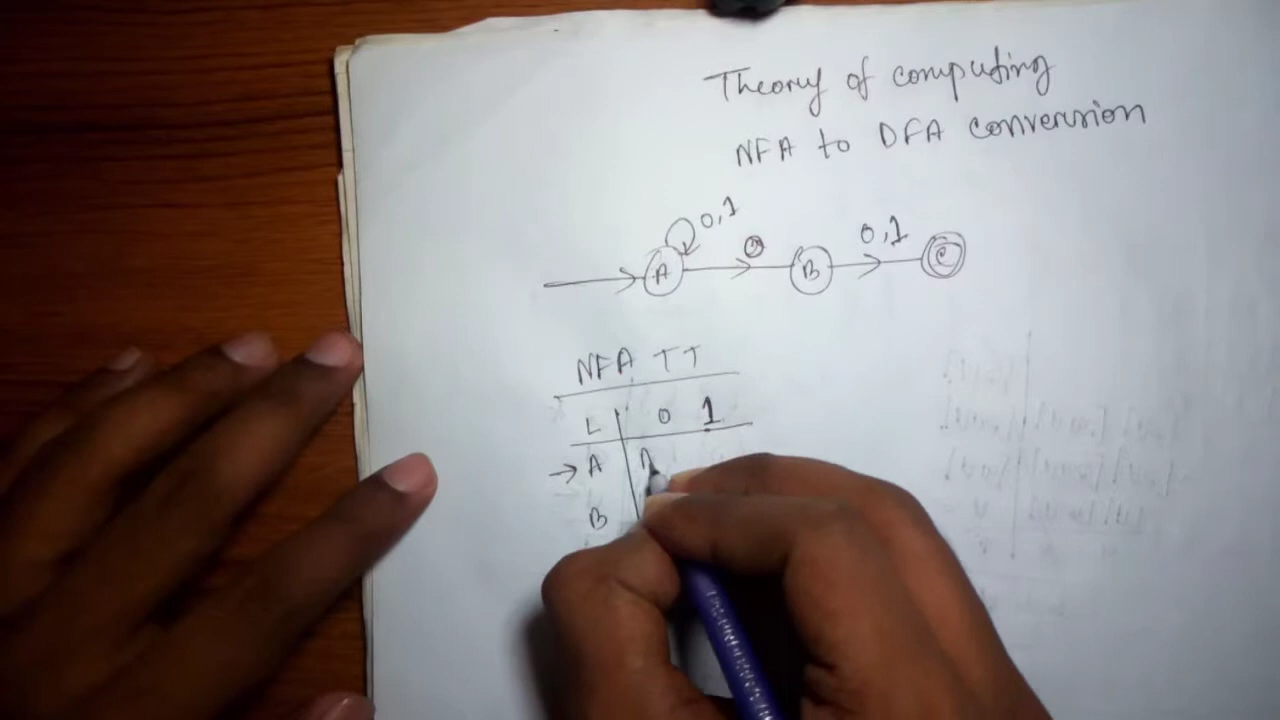 Theory of computing
NFA to DFA conversion
0,1
0
0,1
A
B
C
NFA TT
L 0 1
A
B